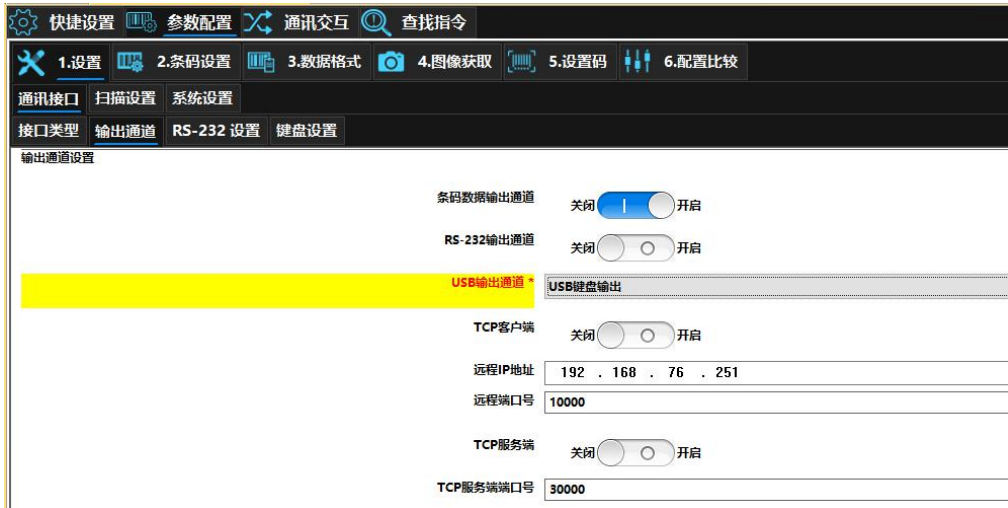 快捷设置 参数配置 通讯交互 查找指令
1.设置 2.条码设置 3.数据格式 4.图像获取 5.设置码 6.配置比较
通讯接口 扫描设置 系统设置
接口类型 输出通道 RS-232 设置 键盘设置
输出通道设置
条码数据输出通道 关闭 开启
RS-232输出通道 关闭 开启
USB输出通道 * USB键盘输出
TCP客户端 关闭 开启
远程IP地址 192 . 168 . 76 . 251
远程端口号 10000
TCP服务端 关闭 开启
TCP服务端端口号 30000